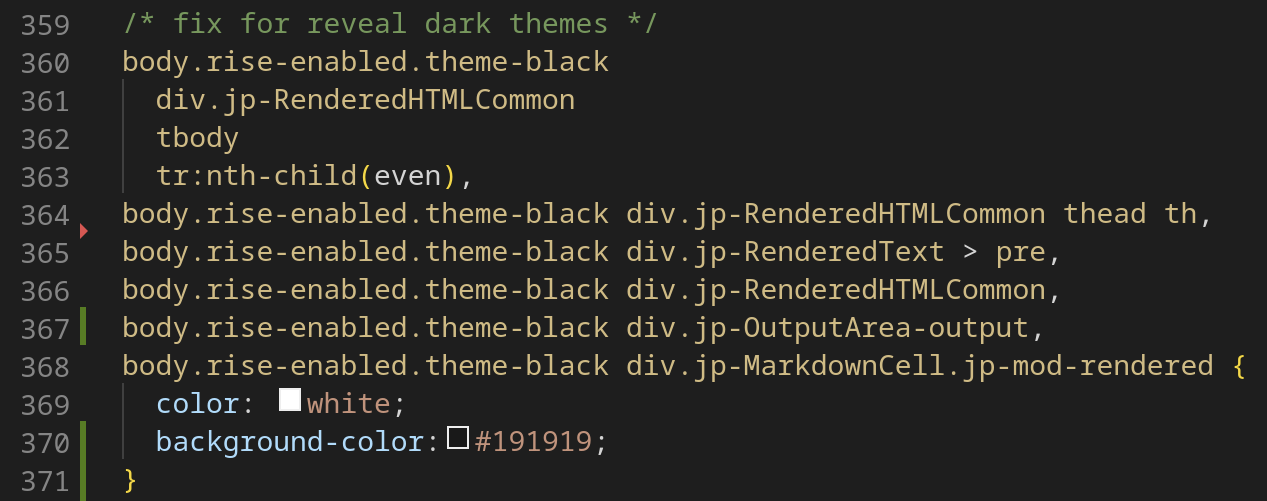 359 /* fix for reveal dark themes */
360 body.rise-enabled.theme-black
361 div.jp-RenderedHTMLCommon
362 tbody
363 tr:nth-child(even),
364 body.rise-enabled.theme-black div.jp-RenderedHTMLCommon thead th,
365 body.rise-enabled.theme-black div.jp-RenderedText > pre,
366 body.rise-enabled.theme-black div.jp-RenderedHTMLCommon,
367 body.rise-enabled.theme-black div.jp-OutputArea-output,
368 body.rise-enabled.theme-black div.jp-MarkdownCell.jp-mod-rendered {
369 color: white;
370 background-color: #191919;
371 }